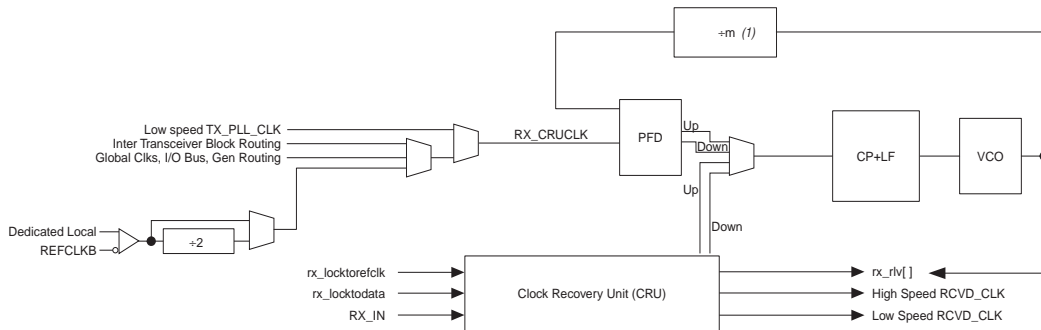 ÷m (1)
Low speed TX_PLL_CLK
Inter Transceiver Block Routing
Global Clks, I/O Bus, Gen Routing
RX_CRUCLK
PFD
Up
Down
Up
Down
CP+LF
VCO
Dedicated Local
REFCLKB
÷2
rx_locktorefclk
rx_locktodata
RX_IN
Clock Recovery Unit (CRU)
rx_rlv[ ]
High Speed RCVD_CLK
Low Speed RCVD_CLK